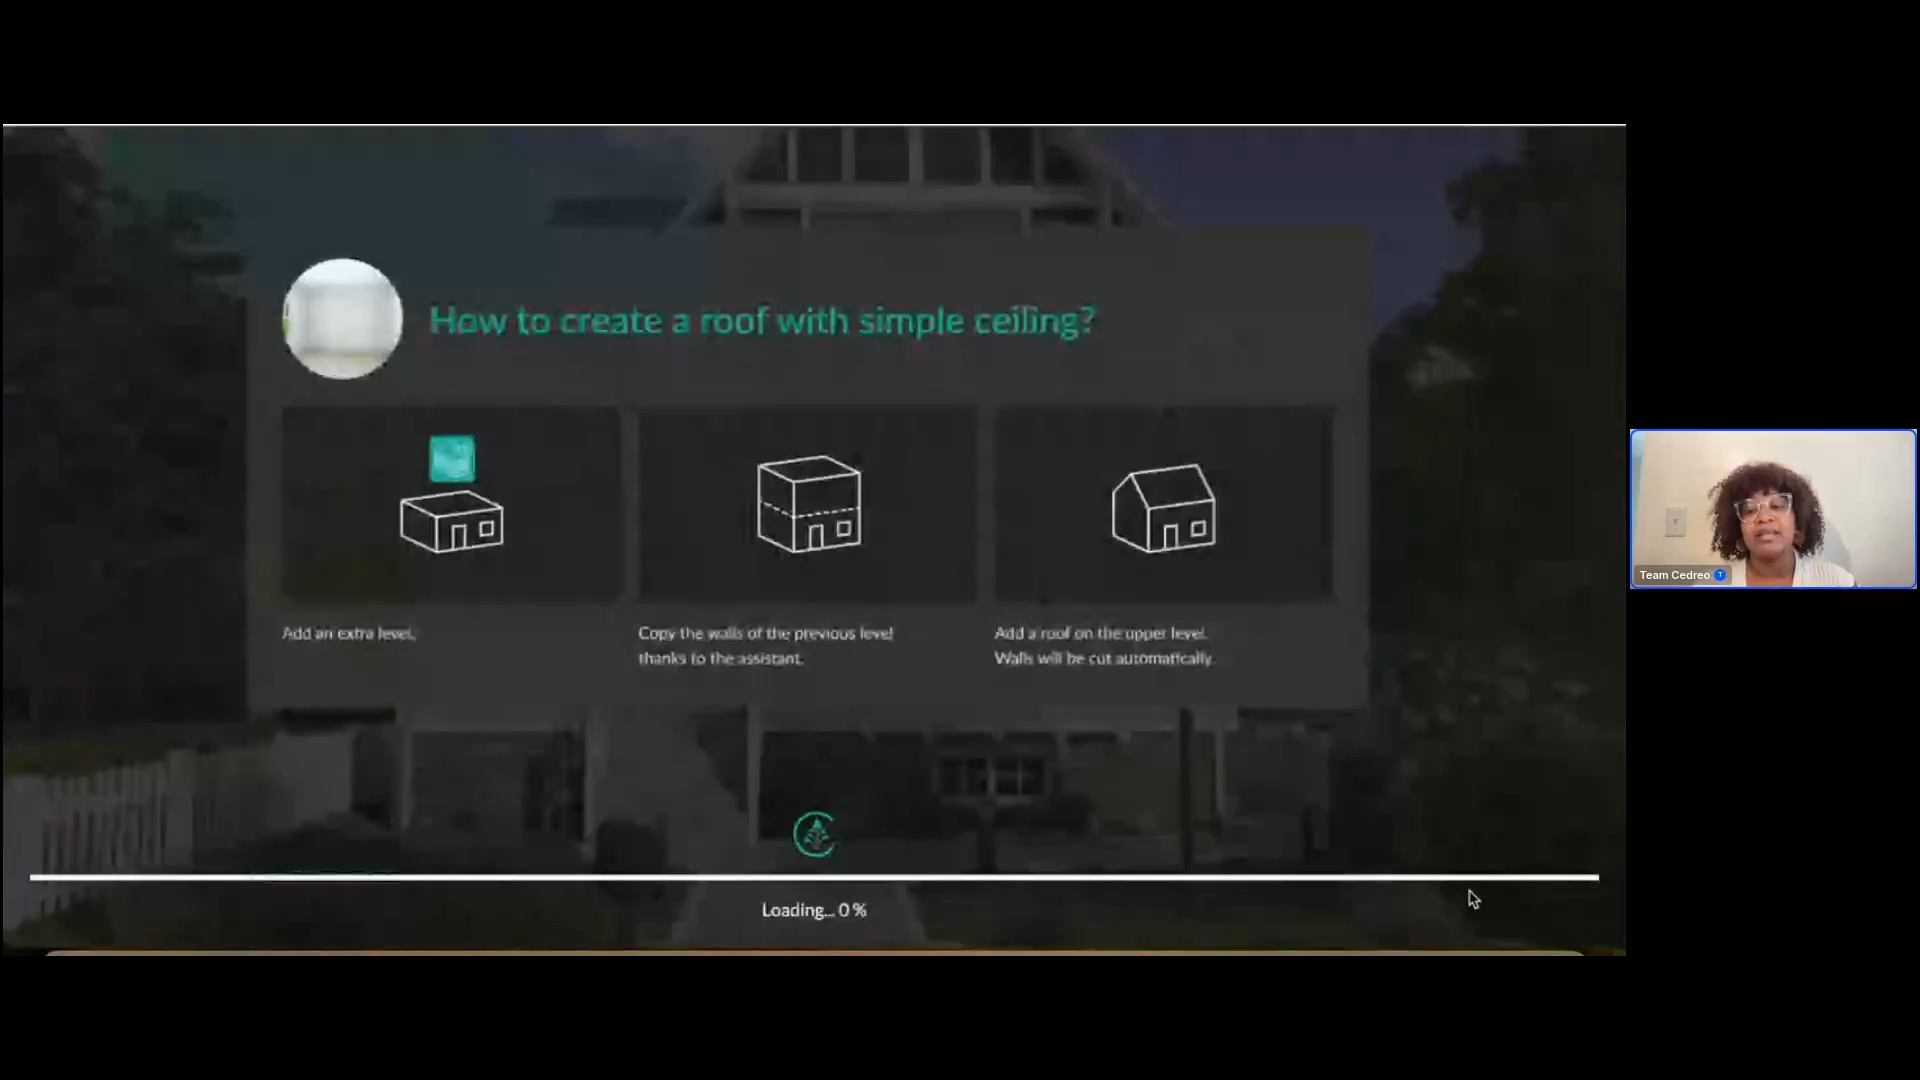 How to create a roof with simple ceiling?
Add an extra level.
Copy the walls of the previous level
thanks to the assistant.
Add a roof on the upper level.
Walls will be cut automatically.
Loading... 0 %
Team Cedreo T